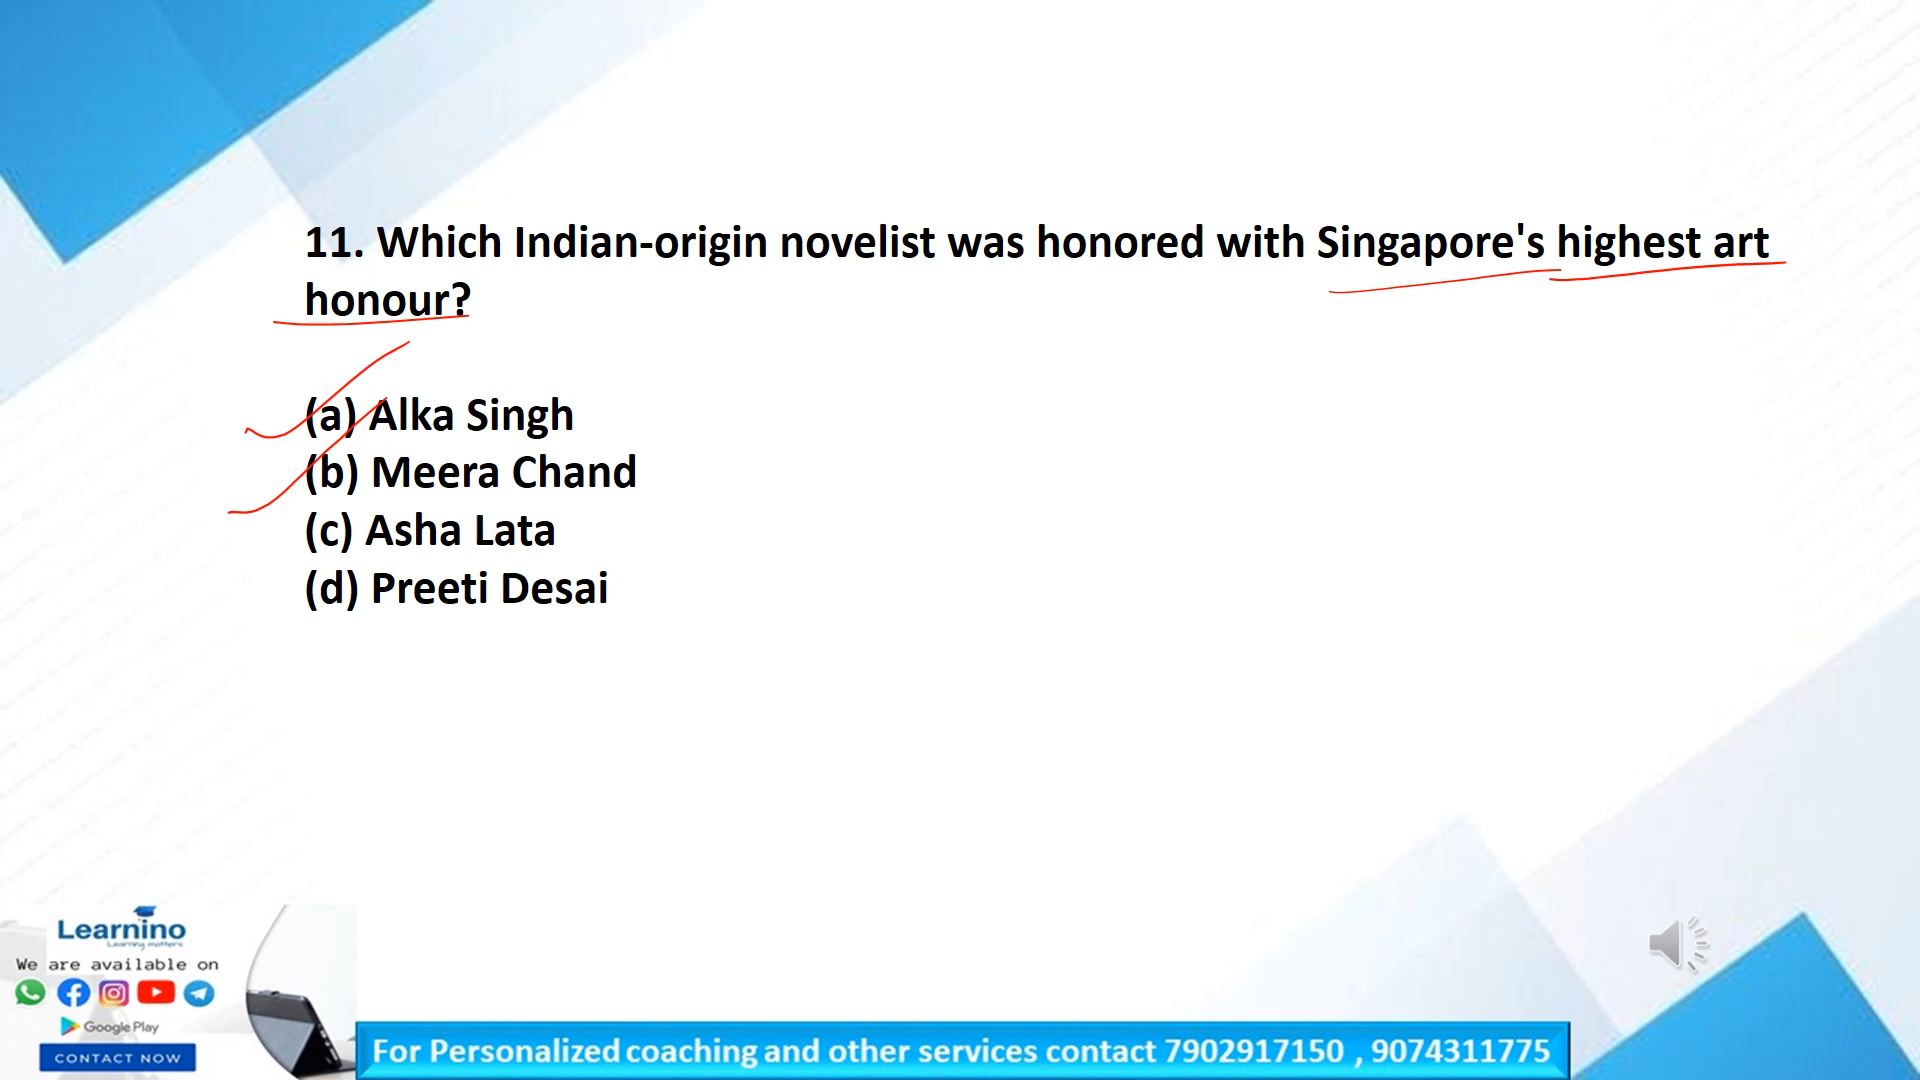 11. Which Indian-origin novelist was honored with Singapore's highest art
honour?
(a) Alka Singh
(b) Meera Chand
(c) Asha Lata
(d) Preeti Desai
Learnino
Learning matters
We are available on
Google Play
CONTACT NOW
For Personalized coaching and other services contact 7902917150 , 9074311775